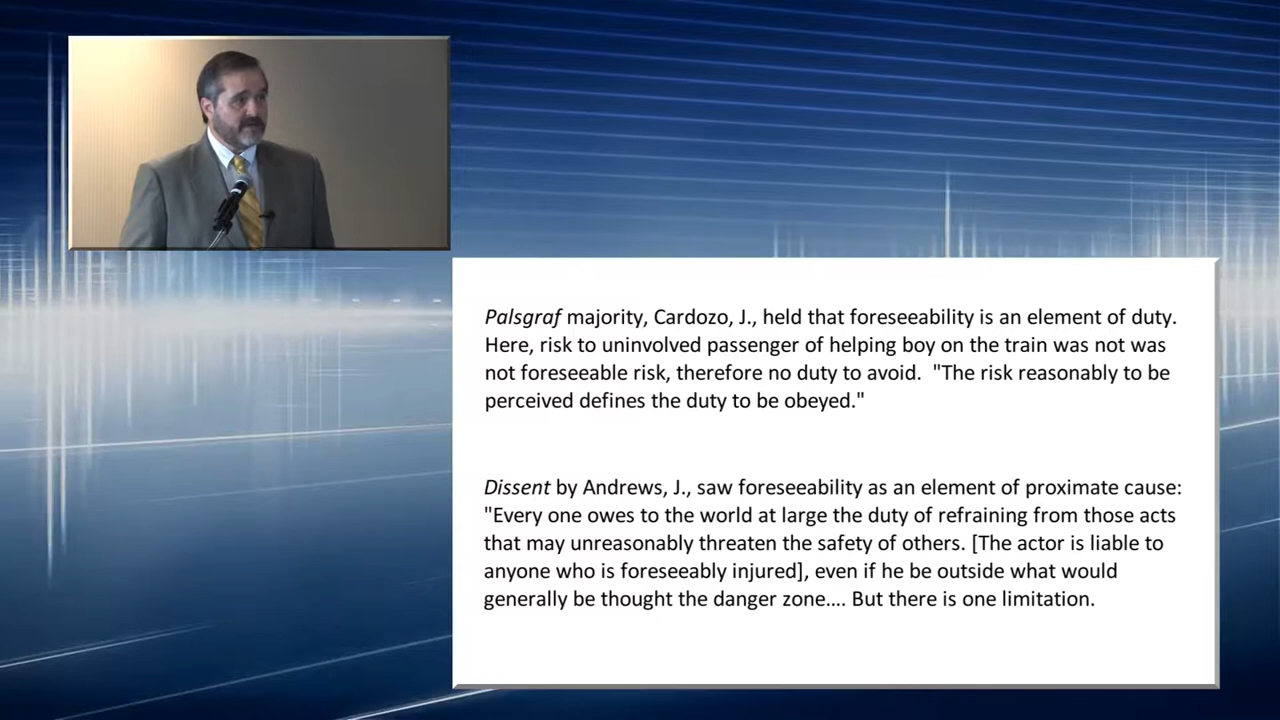 Palsgraf majority, Cardozo, J., held that foreseeability is an element of duty.
Here, risk to uninvolved passenger of helping boy on the train was not was
not foreseeable risk, therefore no duty to avoid.  "The risk reasonably to be
perceived defines the duty to be obeyed."
Dissent by Andrews, J., saw foreseeability as an element of proximate cause:
"Every one owes to the world at large the duty of refraining from those acts
that may unreasonably threaten the safety of others. [The actor is liable to
anyone who is foreseeably injured], even if he be outside what would
generally be thought the danger zone.... But there is one limitation.